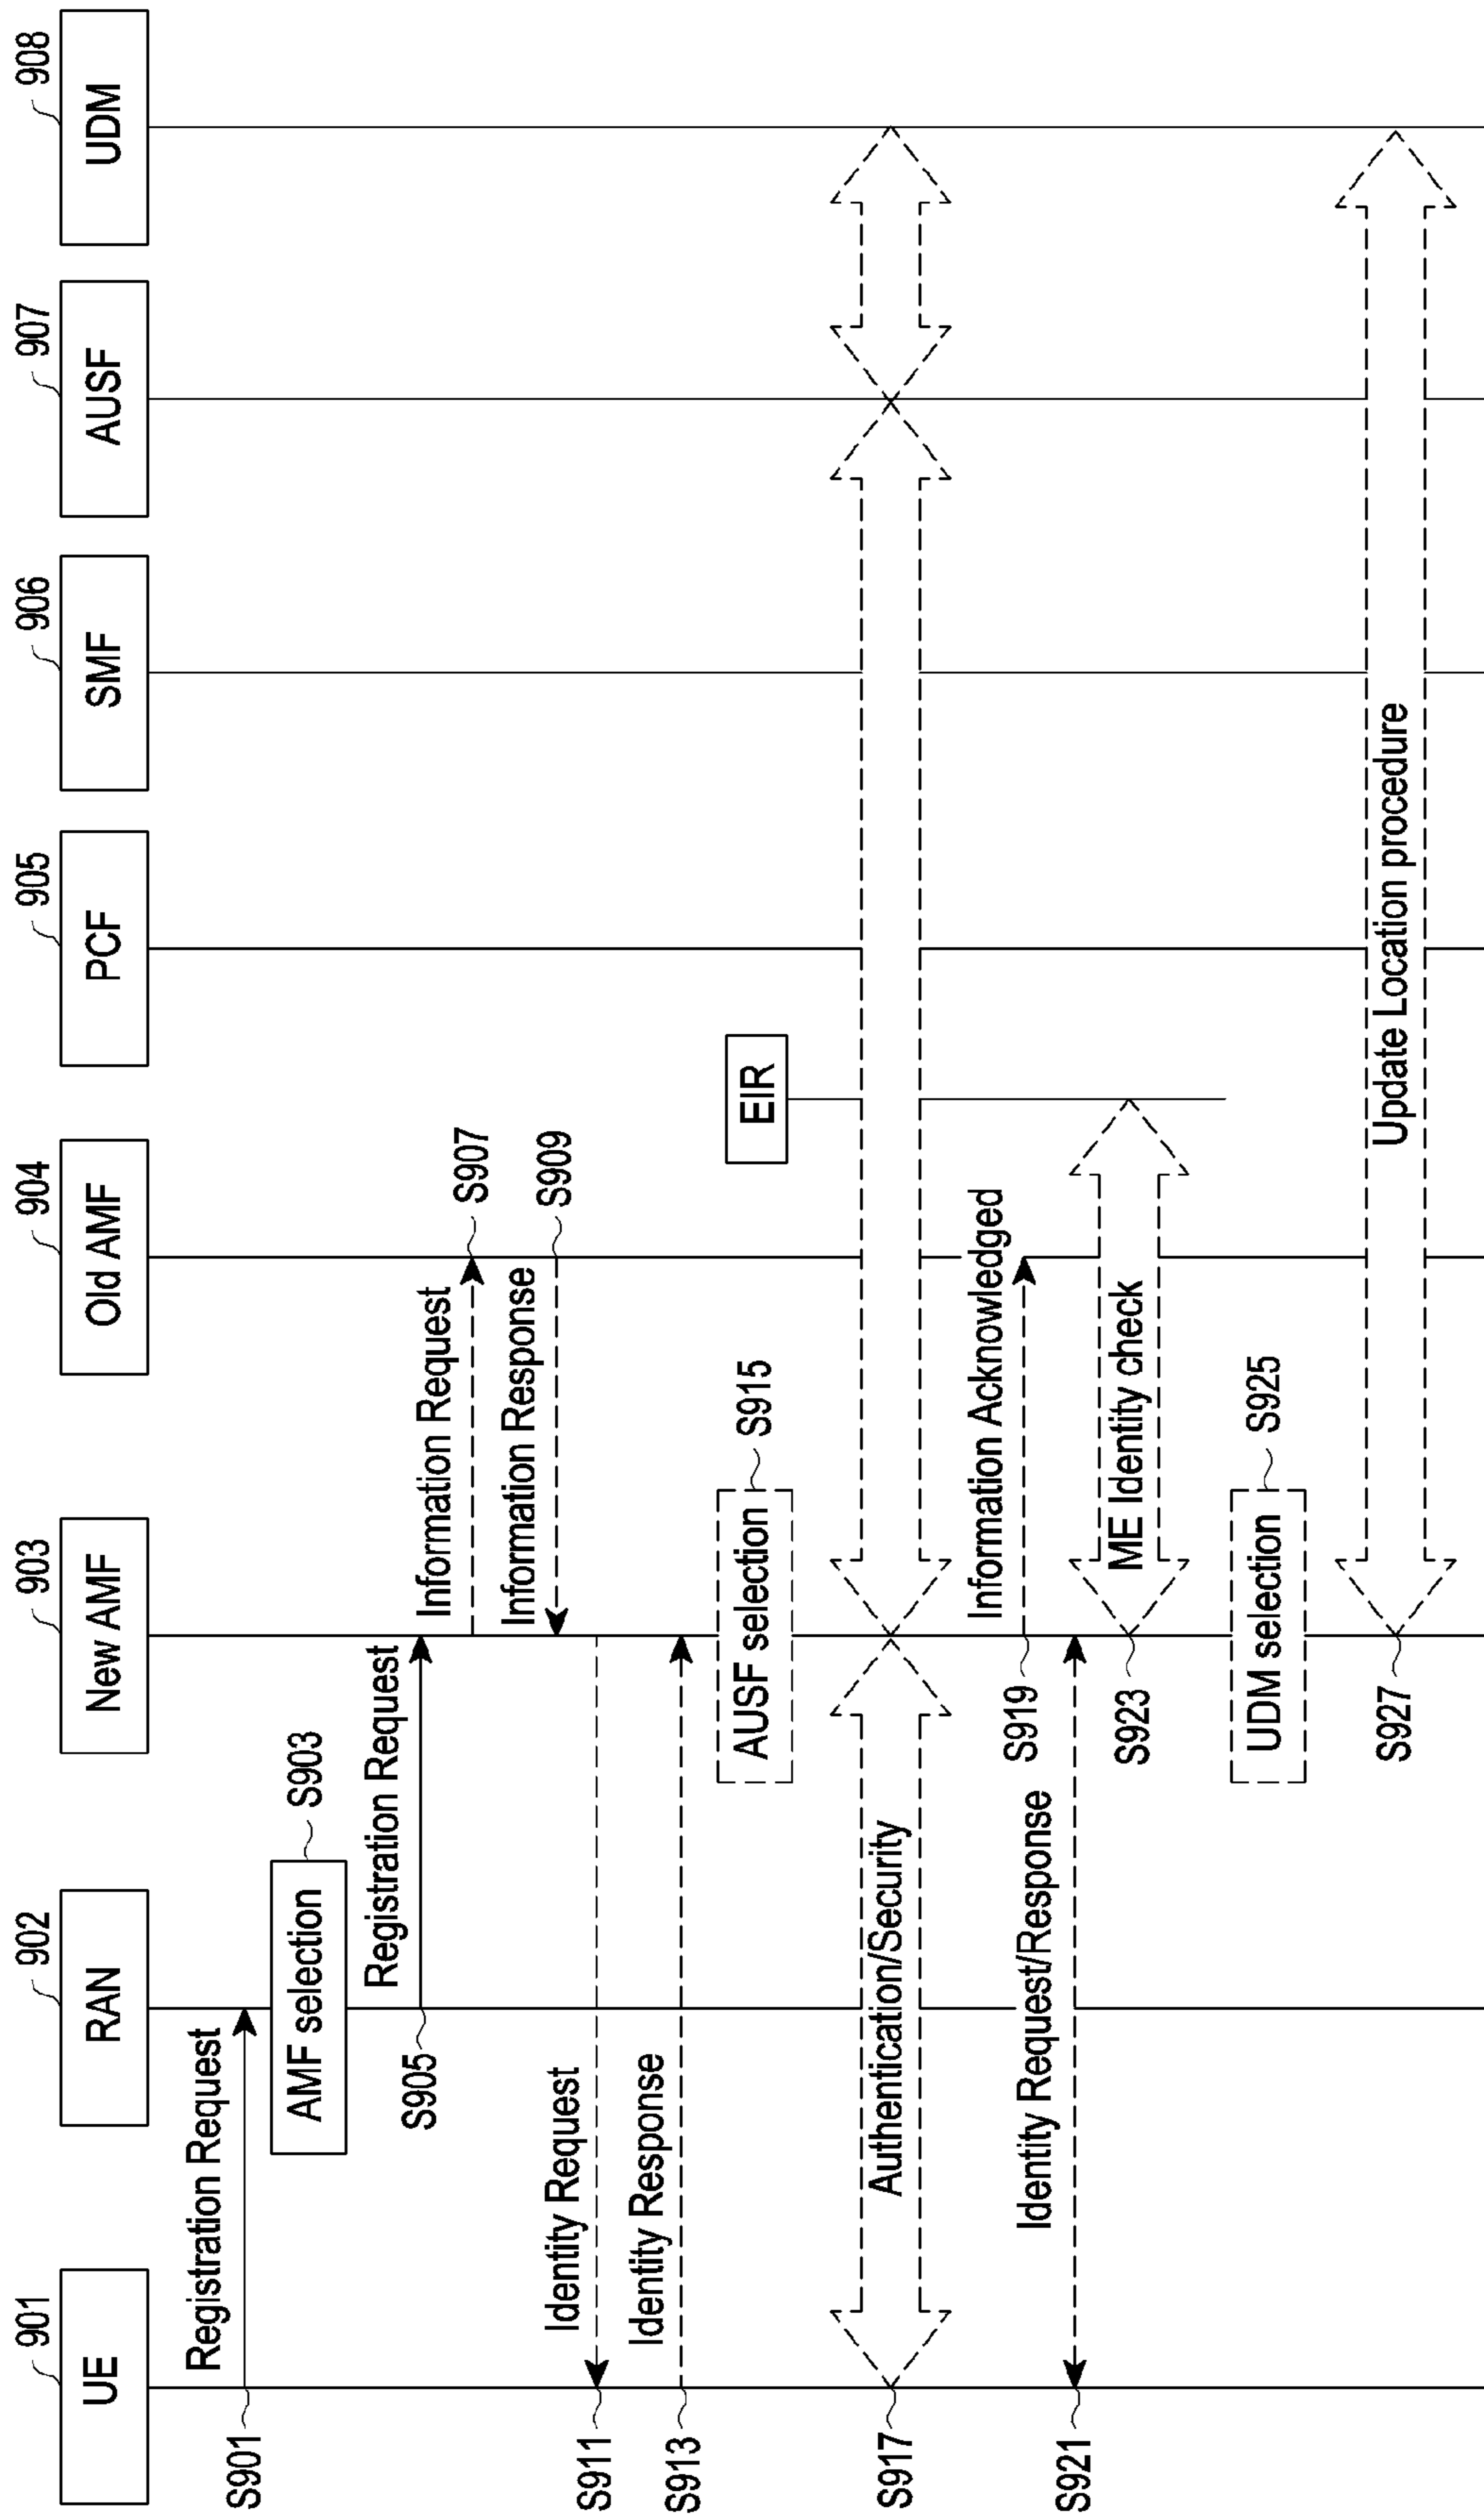 901
902
903
904
905
906
907
908
UE
RAN
New AMF
Old AMF
PCF
SMF
AUSF
UDM
Registration Request
S901
AMF selection
S903
Registration Request
S905
Information Request
S907
Information Response
S909
Identity Request
S911
Identity Response
S913
AUSF selection
S915
EIR
Authentication/Security
S917
Information Acknowledged
S919
Identity Request/Response
S921
ME Identity check
S923
UDM selection
S925
Update Location procedure
S927